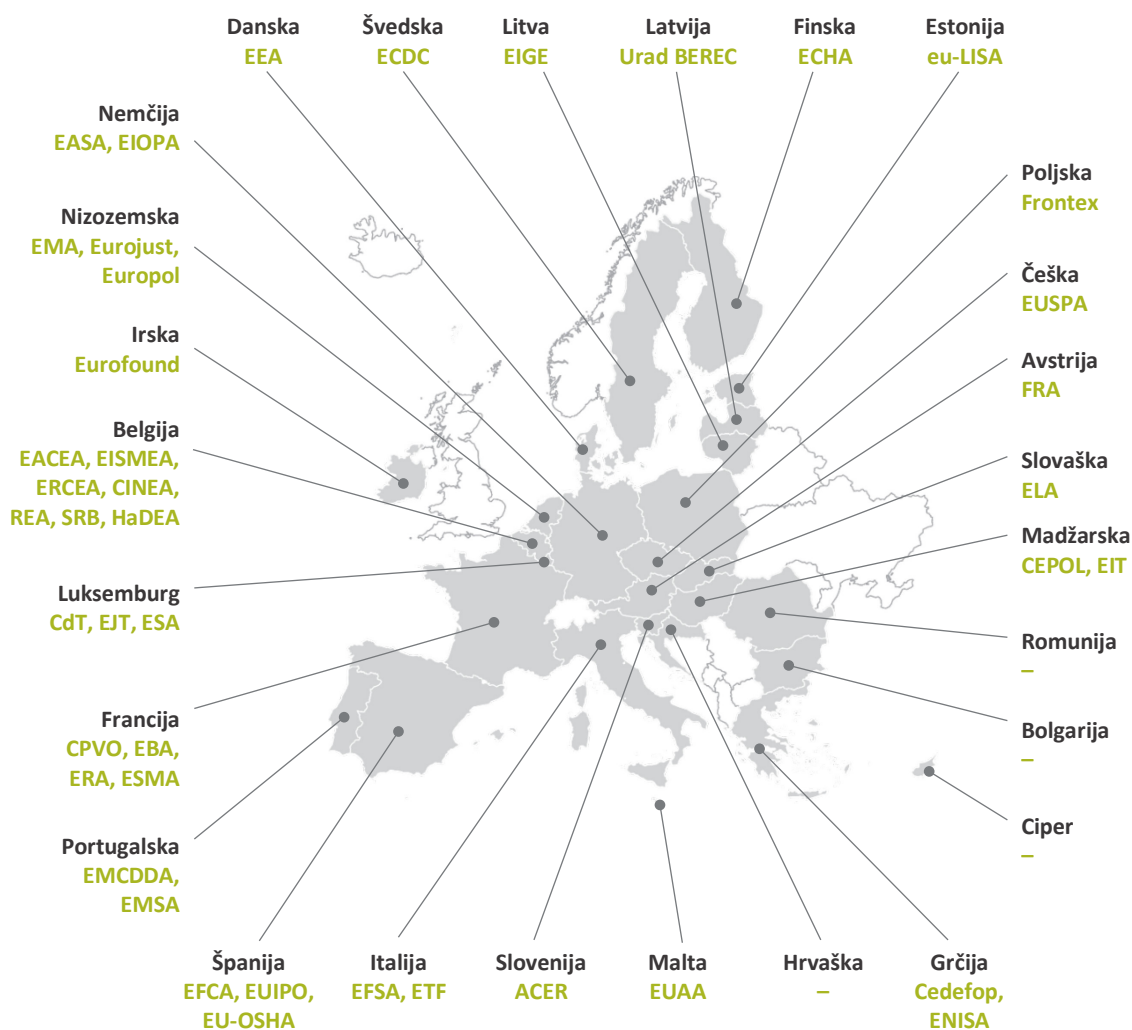 Danska
EEA
Švedska
ECDC
Litva
EIGE
Latvija
Urad BEREC
Finska
ECHA
Estonija
eu-LISA
Nemčija
EASA, EIOPA
Nizozemska
EMA, Eurojust,
Europol
Irska
Eurofound
Belgija
EACEA, EISMEA,
ERCEA, CINEA,
REA, SRB, HaDEA
Luksemburg
CdT, EJT, ESA
Francija
CPVO, EBA,
ERA, ESMA
Portugalska
EMCDDA,
EMSA
Poljska
Frontex
Češka
EUSPA
Avstrija
FRA
Slovaška
ELA
Madžarska
CEPOL, EIT
Romunija
–
Bolgarija
–
Ciper
–
Španija
EFCA, EUIPO,
EU-OSHA
Italija
EFSA, ETF
Slovenija
ACER
Malta
EUAA
Hrvaška
–
Grčija
Cedefop,
ENISA